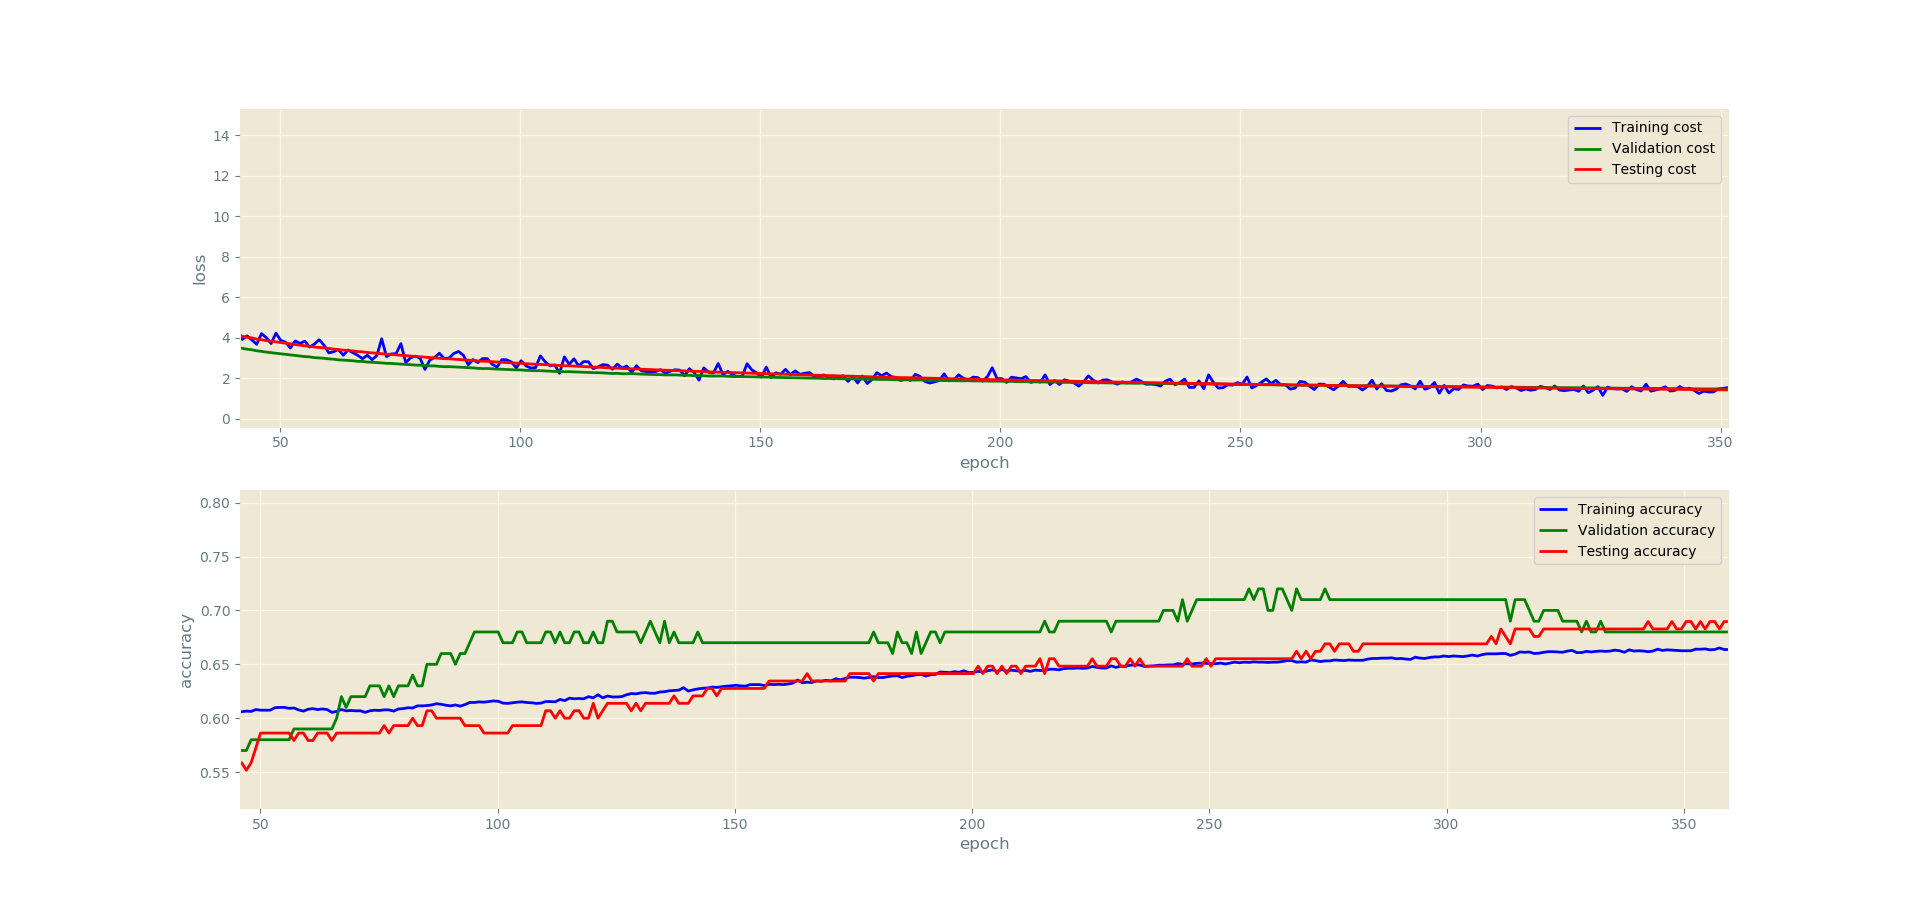 14
12
10
8
6
4
2
0
loss
Training cost
Validation cost
Testing cost
50 100 150 200 250 300 350
epoch
0.80
0.75
0.70
0.65
0.60
0.55
accuracy
Training accuracy
Validation accuracy
Testing accuracy
50 100 150 200 250 300 350
epoch